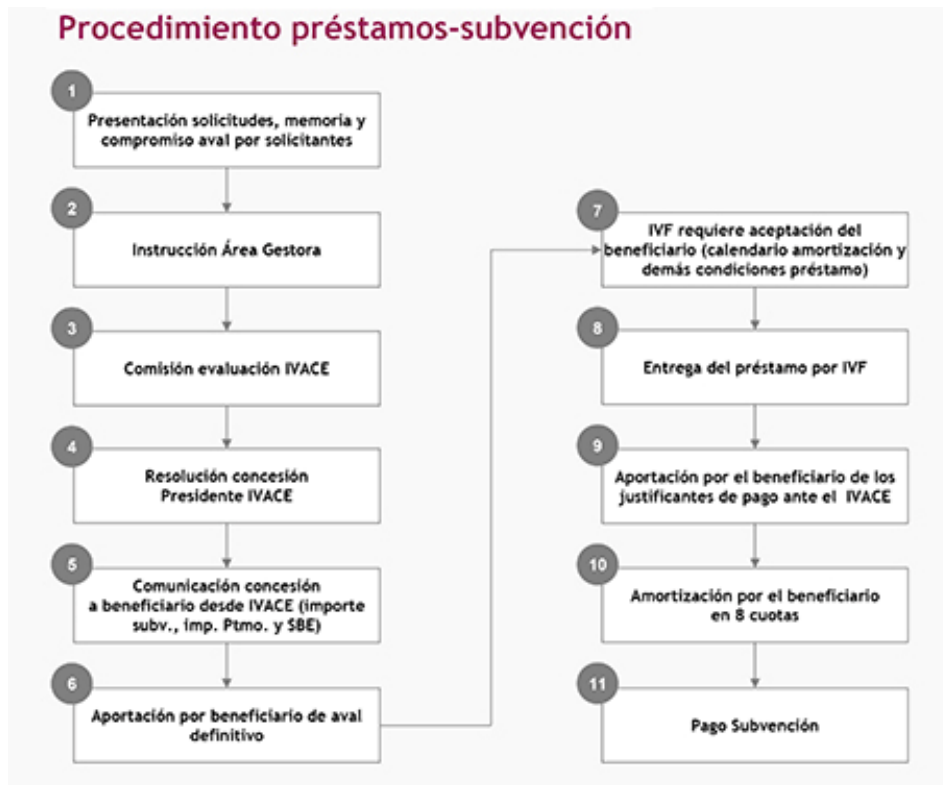 Procedimiento préstamos-subvención
1
Presentación solicitudes, memoria y
compromiso aval por solicitantes
2
Instrucción Área Gestora
3
Comisión evaluación IVACE
4
Resolución concesión
Presidente IVACE
5
Comunicación concesión
a beneficiario desde IVACE (importe
subv., imp. Ptmo. y SBE)
6
Aportación por beneficiario de aval
definitivo
7
IVF requiere aceptación del
beneficiario (calendario amortización y
demás condiciones préstamo)
8
Entrega del préstamo por IVF
9
Aportación por el beneficiario de los
justificantes de pago ante el IVACE
10
Amortización por el beneficiario
en 8 cuotas
11
Pago Subvención